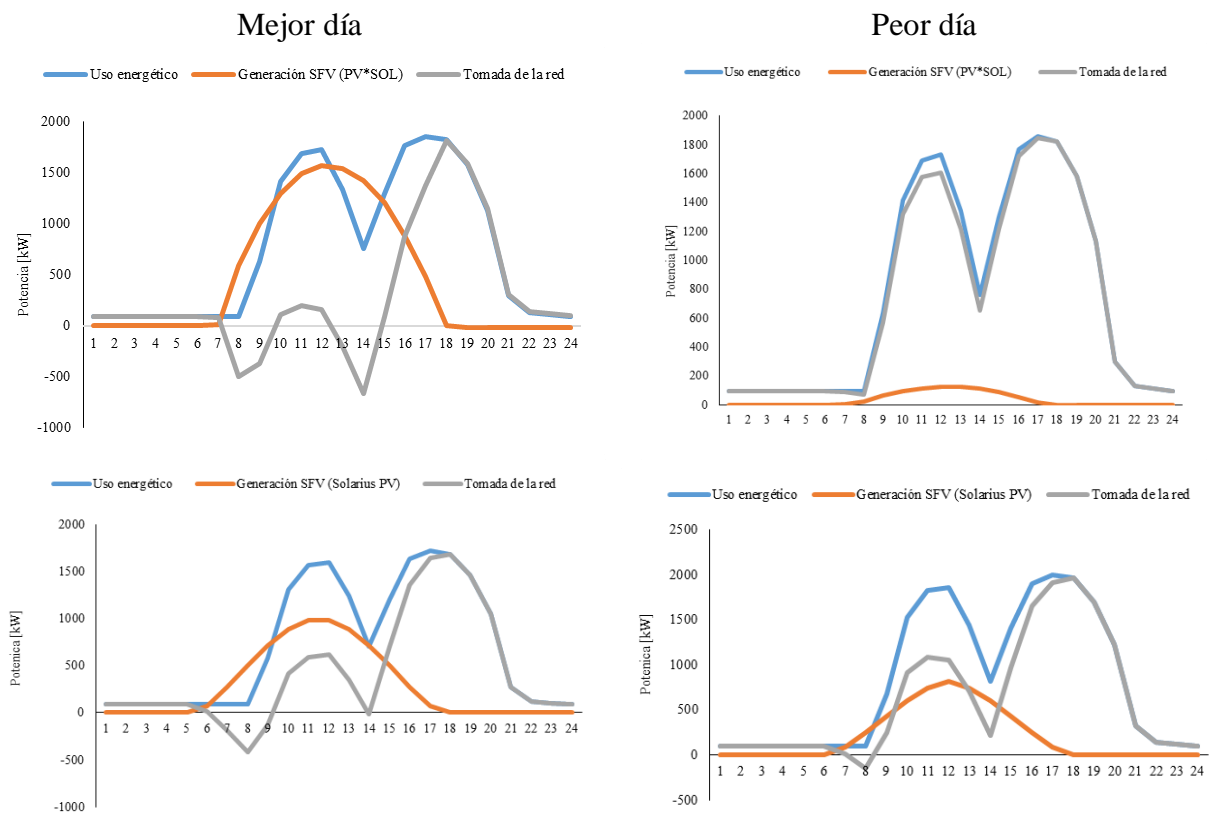 Mejor día
Peor día
Uso energético Generación SFV (PV*SOL) Tomada de la red
2000
1500
1000
500
0
-500
-1000
Potencia [kW]
1 2 3 4 5 6 7 8 9 10 11 12 13 14 15 16 17 18 19 20 21 22 23 24
Uso energético Generación SFV (PV*SOL) Tomada de la red
2000
1800
1600
1400
1200
1000
800
600
400
200
0
Potencia [kW]
1 2 3 4 5 6 7 8 9 10 11 12 13 14 15 16 17 18 19 20 21 22 23 24
Uso energético Generación SFV (Solarius PV) Tomada de la red
2000
1500
1000
500
0
-500
-1000
Potenica [kW]
1 2 3 4 5 6 7 8 9 10 11 12 13 14 15 16 17 18 19 20 21 22 23 24
Uso energético Generación SFV (Solarius PV) Tomada de la red
2500
2000
1500
1000
500
0
-500
Potenica [kW]
1 2 3 4 5 6 7 8 9 10 11 12 13 14 15 16 17 18 19 20 21 22 23 24